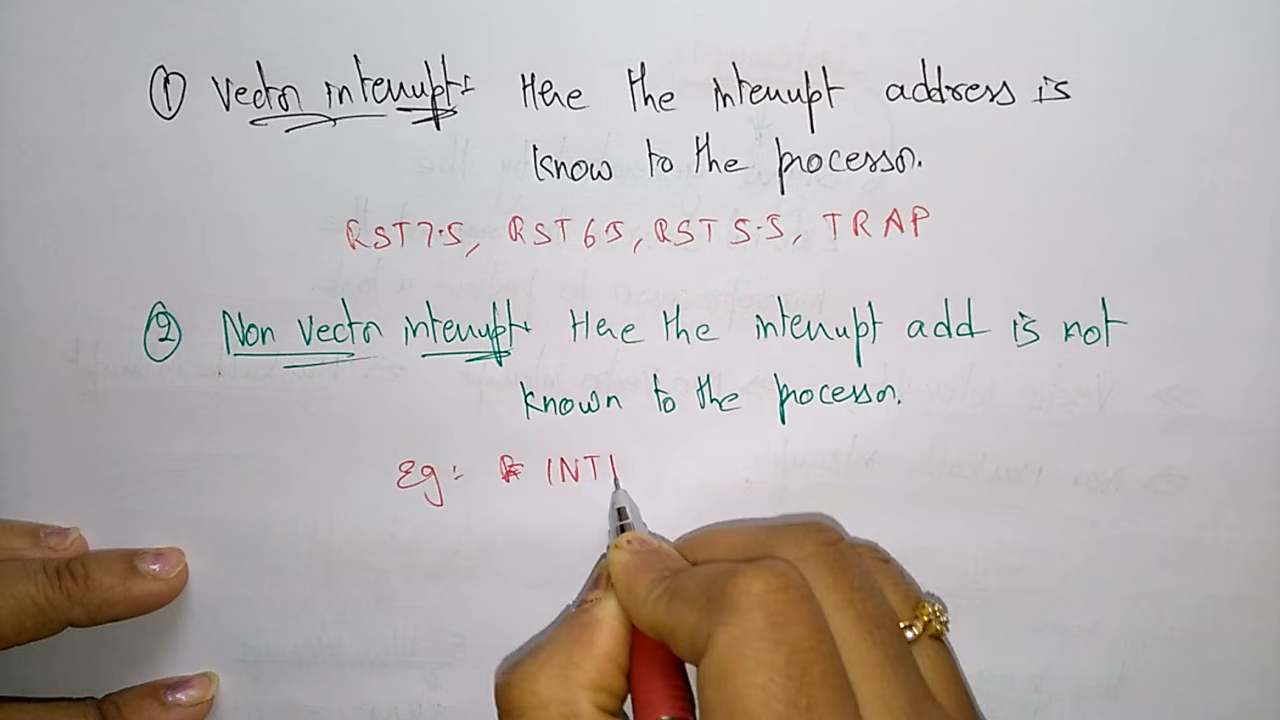 ① Vector interrupt:- Here the interrupt address is
know to the processor.
RST7.5, RST6.5, RST5.5, TRAP
② Non Vector interrupt:- Here the interrupt add is not
known to the processor.
Eg:- INT